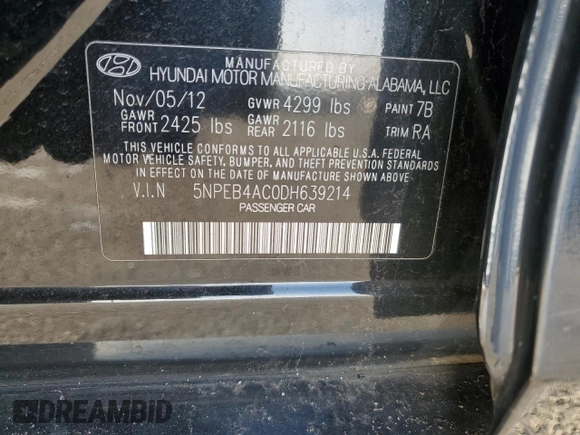 MANUFACTURED BY
HYUNDAI MOTOR MANUFACTURING ALABAMA, LLC
Nov/05/12 GVWR 4299 lbs PAINT 7B
GAWR FRONT 2425 lbs GAWR REAR 2116 lbs TRIM RA
THIS VEHICLE CONFORMS TO ALL APPLICABLE U.S.A. FEDERAL
MOTOR VEHICLE SAFETY, BUMPER, AND THEFT PREVENTION STANDARDS
IN EFFECT ON THE DATE OF MANUFACTURE SHOWN ABOVE.
V.I.N 5NPEB4AC0DH639214
PASSENGER CAR
DREAMBID